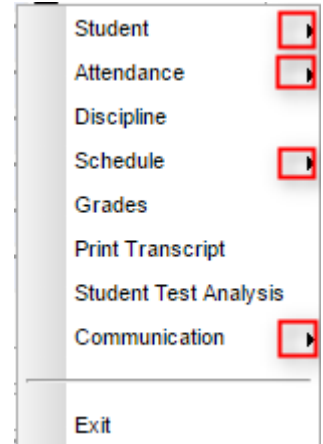 Student
Attendance
Discipline
Schedule
Grades
Print Transcript
Student Test Analysis
Communication
Exit